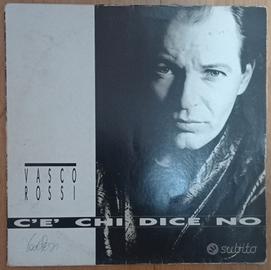 VASCO
ROSSI
C'E' CHI DICE NO
subito